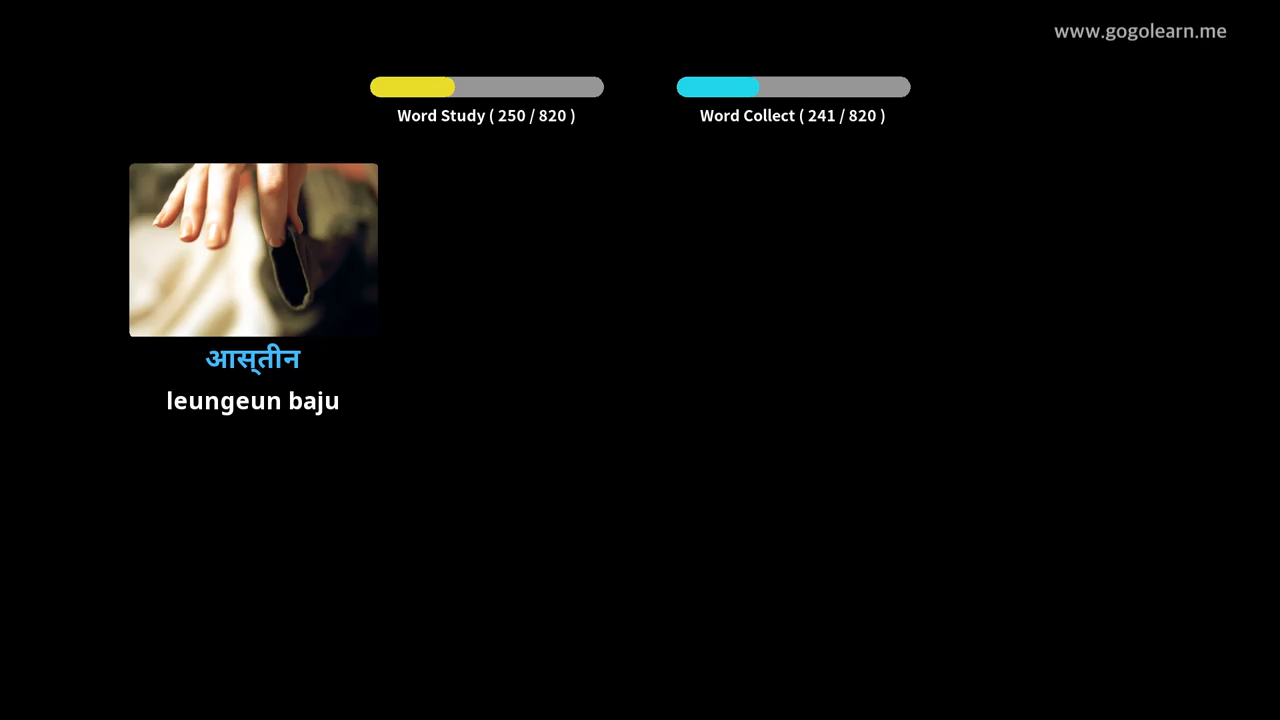 www.gogolearn.me
Word Study ( 250 / 820 )
Word Collect ( 241 / 820 )
आस्तीन
leungeun baju